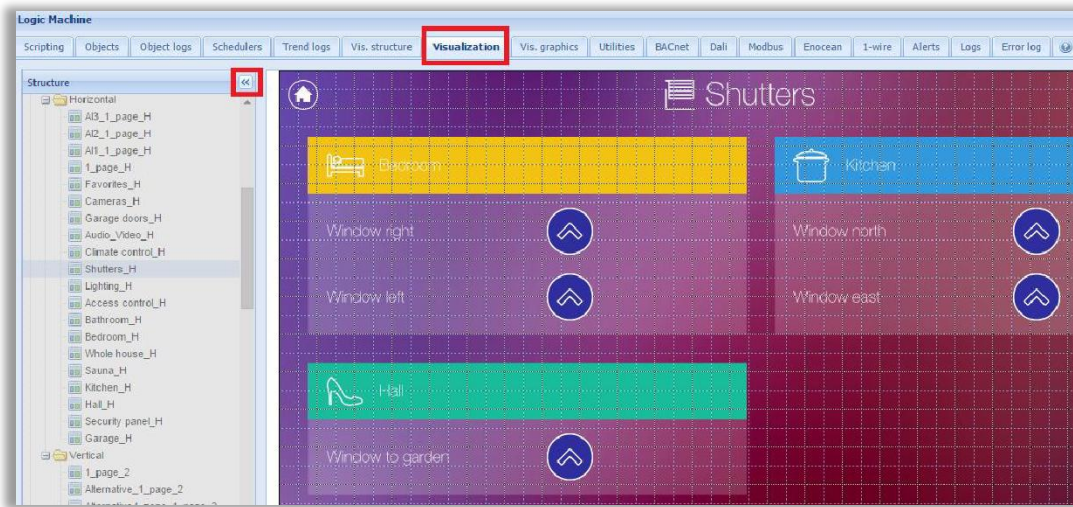 Logic Machine
Scripting Objects Object logs Schedulers Trend logs Vis. structure Visualization Vis. graphics Utilities BACnet Dali Modbus Enocean 1-wire Alerts Logs Error log
Structure
Horizontal
AI3_1_page_H
AI2_1_page_H
AI1_1_page_H
1_page_H
Favorites_H
Cameras_H
Garage doors_H
Audio_Video_H
Climate control_H
Shutters_H
Lighting_H
Access control_H
Bathroom_H
Bedroom_H
Whole house_H
Sauna_H
Kitchen_H
Hall_H
Security panel_H
Garage_H
Vertical
1_page_2
Alternative_1_page_2
Shutters
Bedroom Kitchen
Window right Window north
Window left Window east
Hall
Window to garden